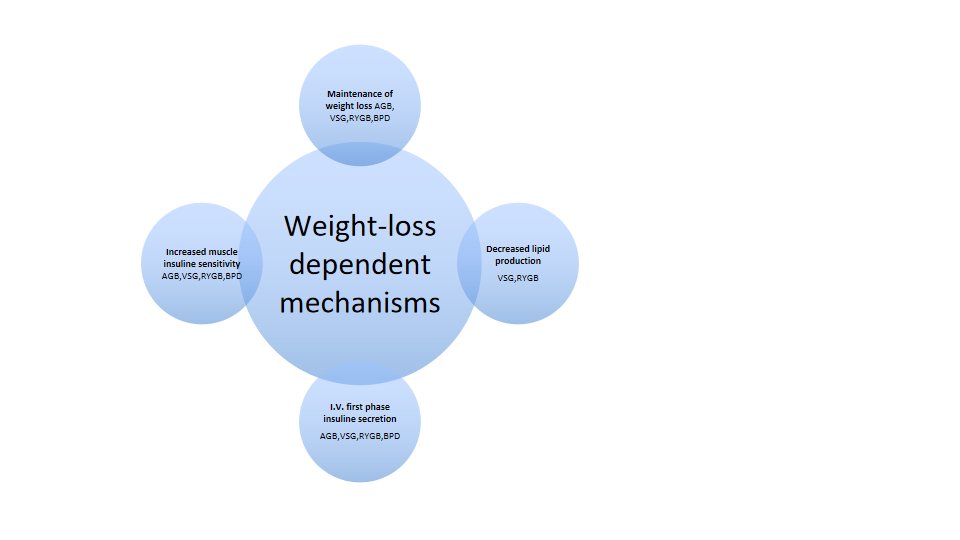 Maintenance of
weight loss AGB,
VSG,RYGB,BPD
Weight-loss
dependent
mechanisms
Increased muscle
insuline sensitivity
AGB,VSG,RYGB,BPD
Decreased lipid
production
VSG,RYGB
I.V. first phase
insuline secretion
AGB,VSG,RYGB,BPD